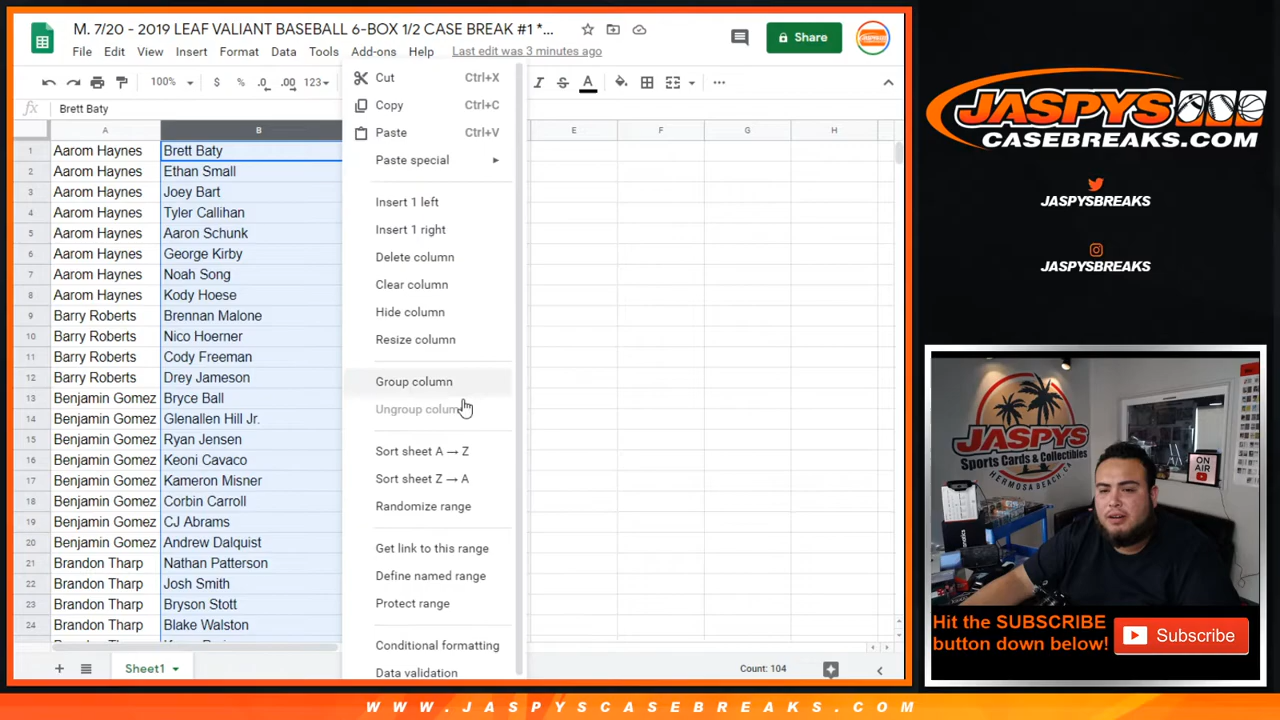 M. 7/20 - 2019 LEAF VALIANT BASEBALL 6-BOX 1/2 CASE BREAK #1 *...
File Edit View Insert Format Data Tools Add-ons Help Last edit was 3 minutes ago
Share
100% $ % .0 .00 123
fx Brett Baty
A B E F G H
1 Aarom Haynes Brett Baty
2 Aarom Haynes Ethan Small
3 Aarom Haynes Joey Bart
4 Aarom Haynes Tyler Callihan
5 Aarom Haynes Aaron Schunk
6 Aarom Haynes George Kirby
7 Aarom Haynes Noah Song
8 Aarom Haynes Kody Hoese
9 Barry Roberts Brennan Malone
10 Barry Roberts Nico Hoerner
11 Barry Roberts Cody Freeman
12 Barry Roberts Drey Jameson
13 Benjamin Gomez Bryce Ball
14 Benjamin Gomez Glenallen Hill Jr.
15 Benjamin Gomez Ryan Jensen
16 Benjamin Gomez Keoni Cavaco
17 Benjamin Gomez Kameron Misner
18 Benjamin Gomez Corbin Carroll
19 Benjamin Gomez CJ Abrams
20 Benjamin Gomez Andrew Dalquist
21 Brandon Tharp Nathan Patterson
22 Brandon Tharp Josh Smith
23 Brandon Tharp Bryson Stott
24 Brandon Tharp Blake Walston
Cut Ctrl+X
Copy Ctrl+C
Paste Ctrl+V
Paste special
Insert 1 left
Insert 1 right
Delete column
Clear column
Hide column
Resize column
Group column
Ungroup column
Sort sheet A → Z
Sort sheet Z → A
Randomize range
Get link to this range
Define named range
Protect range
Conditional formatting
Data validation
Sheet1
Count: 104
JASPYS
CASEBREAKS.COM
JASPYSBREAKS
JASPYSBREAKS
JASPYS
Sports Cards & Collectibles
HERMOSA BEACH, CA
ON
AIR
Hit the SUBSCRIBE
button down below!
Subscribe
WWW.JASPYSCASEBREAKS.COM